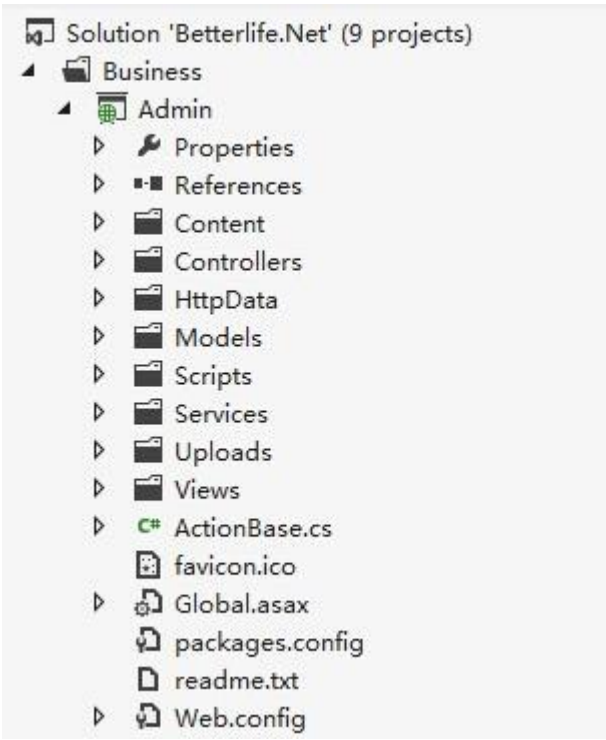 Solution 'Betterlife.Net' (9 projects)
Business
Admin
Properties
References
Content
Controllers
HttpData
Models
Scripts
Services
Uploads
Views
C# ActionBase.cs
favicon.ico
Global.asax
packages.config
readme.txt
Web.config